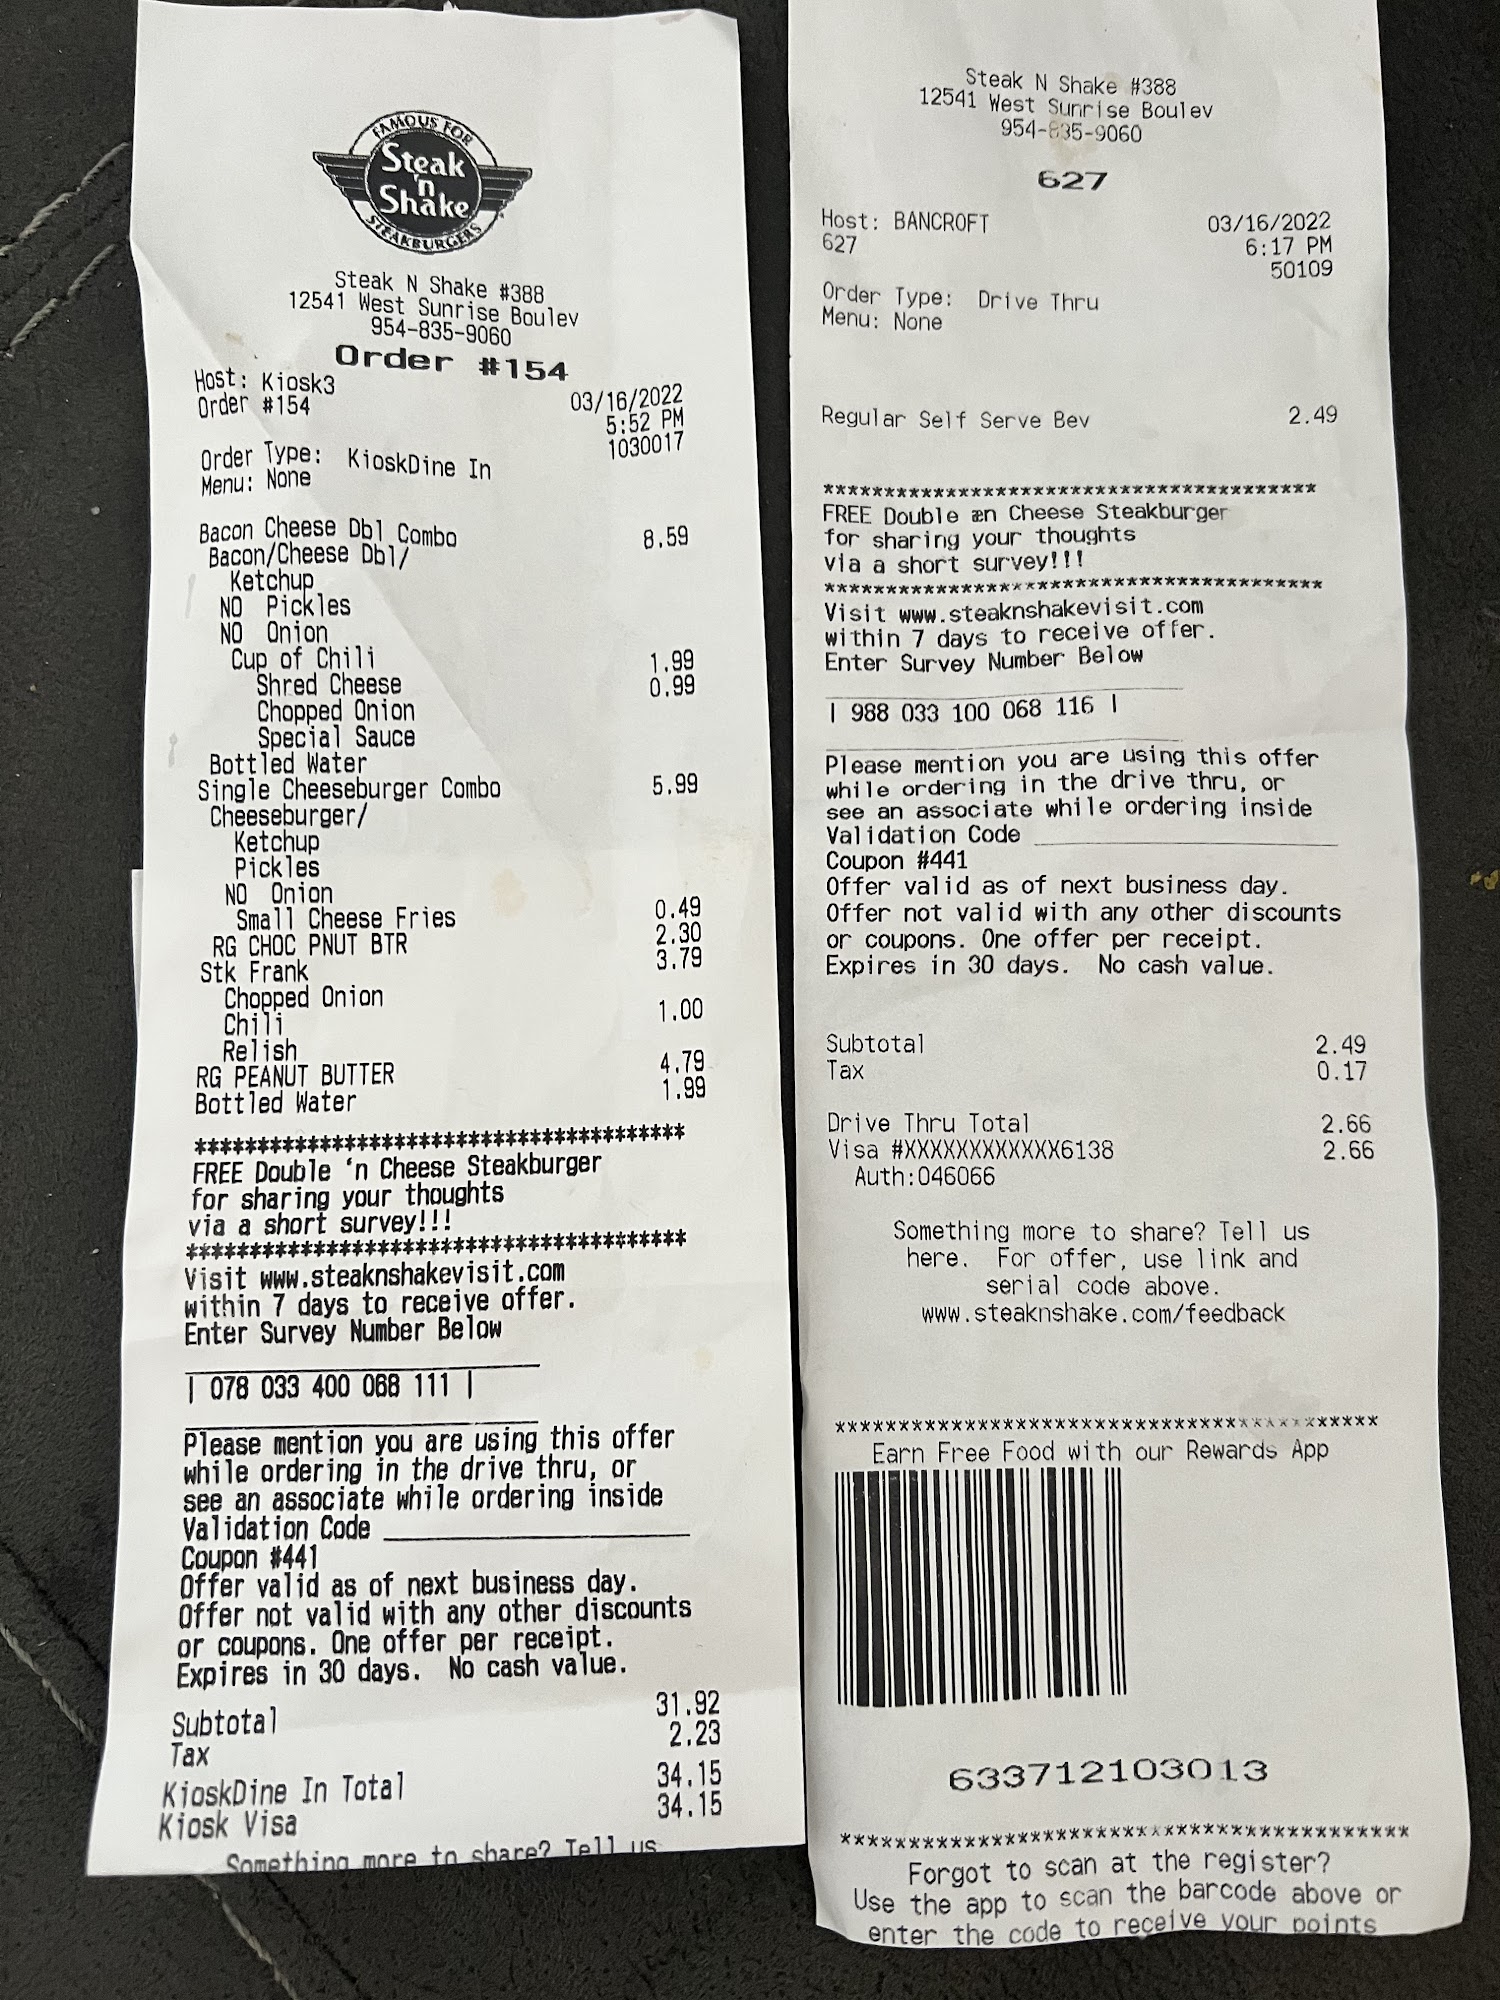 FAMOUS FOR
Steak
'n
Shake
STEAKBURGERS
Steak N Shake #388
12541 West Sunrise Boulev
954-835-9060
Order #154
Host: Kiosk3
Order #154
03/16/2022
5:52 PM
1030017
Order Type: KioskDine In
Menu: None
Bacon Cheese Dbl Combo 8.59
Bacon/Cheese Dbl/
Ketchup
NO Pickles
NO Onion
Cup of Chili 1.99
Shred Cheese 0.99
Chopped Onion
Special Sauce
Bottled Water
Single Cheeseburger Combo 5.99
Cheeseburger/
Ketchup
Pickles
NO Onion
Small Cheese Fries 0.49
RG CHOC PNUT BTR 2.30
Stk Frank 3.79
Chopped Onion
Chili 1.00
Relish
RG PEANUT BUTTER 4.79
Bottled Water 1.99
***************************************
FREE Double 'n Cheese Steakburger
for sharing your thoughts
via a short survey!!!
***************************************
Visit www.steaknshakevisit.com
within 7 days to receive offer.
Enter Survey Number Below
| 078 033 400 068 111 |
Please mention you are using this offer
while ordering in the drive thru, or
see an associate while ordering inside
Validation Code ____________________
Coupon #441
Offer valid as of next business day.
Offer not valid with any other discounts
or coupons. One offer per receipt.
Expires in 30 days. No cash value.
Subtotal 31.92
Tax 2.23
KioskDine In Total 34.15
Kiosk Visa 34.15
Something more to share? Tell us
Steak N Shake #388
12541 West Sunrise Boulev
954-835-9060
627
Host: BANCROFT 03/16/2022
627 6:17 PM
50109
Order Type: Drive Thru
Menu: None
Regular Self Serve Bev 2.49
****************************************
FREE Double æn Cheese Steakburger
for sharing your thoughts
via a short survey!!!
****************************************
Visit www.steaknshakevisit.com
within 7 days to receive offer.
Enter Survey Number Below
| 988 033 100 068 116 |
Please mention you are using this offer
while ordering in the drive thru, or
see an associate while ordering inside
Validation Code ____________________
Coupon #441
Offer valid as of next business day.
Offer not valid with any other discounts
or coupons. One offer per receipt.
Expires in 30 days. No cash value.
Subtotal 2.49
Tax 0.17
Drive Thru Total 2.66
Visa #XXXXXXXXXXXX6138 2.66
Auth:046066
Something more to share? Tell us
here. For offer, use link and
serial code above.
www.steaknshake.com/feedback
******************************************
Earn Free Food with our Rewards App
633712103013
******************************************
Forgot to scan at the register?
Use the app to scan the barcode above or
enter the code to receive your points